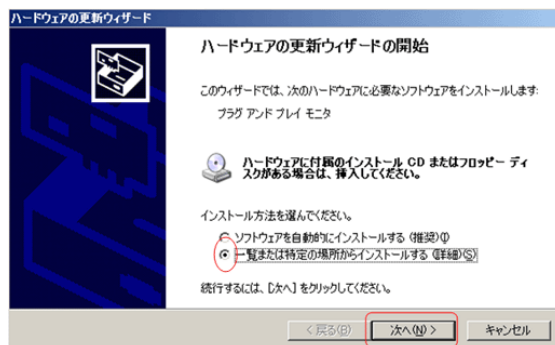 ハードウェアの更新ウィザード
ハードウェアの更新ウィザードの開始
このウィザードでは、次のハードウェアに必要なソフトウェアをインストールします:
プラグ アンド プレイ モニタ
ハードウェアに付属のインストール CD またはフロッピー ディ
スクがある場合は、挿入してください。
インストール方法を選んでください。
ソフトウェアを自動的にインストールする (推奨)(I)
一覧または特定の場所からインストールする (詳細)(S)
続行するには、[次へ] をクリックしてください。
< 戻る(B)
次へ(N) >
キャンセル